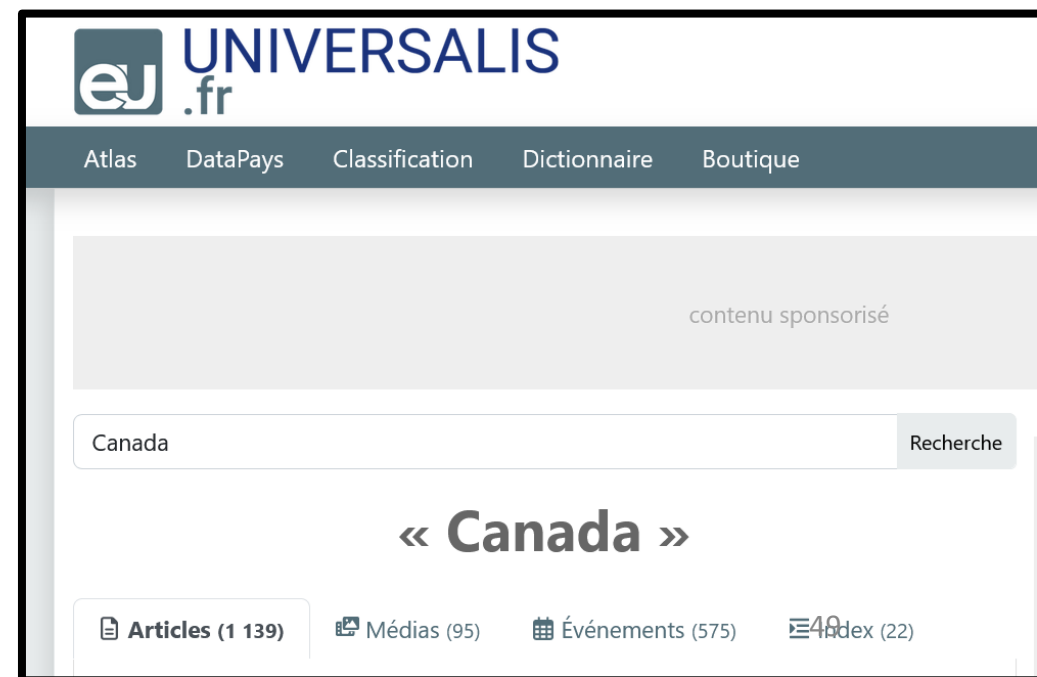 eu UNIVERSALIS
.fr
Atlas DataPays Classification Dictionnaire Boutique
contenu sponsorisé
Canada Recherche
« Canada »
Articles (1 139) Médias (95) Événements (575) Index (22)
49